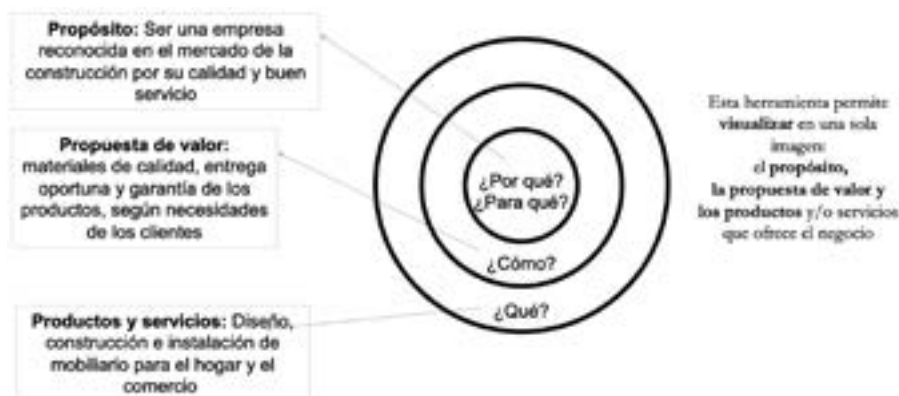 Propósito: Ser una empresa
reconocida en el mercado de la
construcción por su calidad y buen
servicio
Propuesta de valor:
materiales de calidad, entrega
oportuna y garantía de los
productos, según necesidades
de los clientes
Productos y servicios: Diseño,
construcción e instalación de
mobiliario para el hogar y el
comercio
¿Por qué?
¿Para qué?
¿Cómo?
¿Qué?
Esta herramienta permite
visualizar en una sola
imagen:
el propósito,
la propuesta de valor y
los productos y/o servicios
que ofrece el negocio